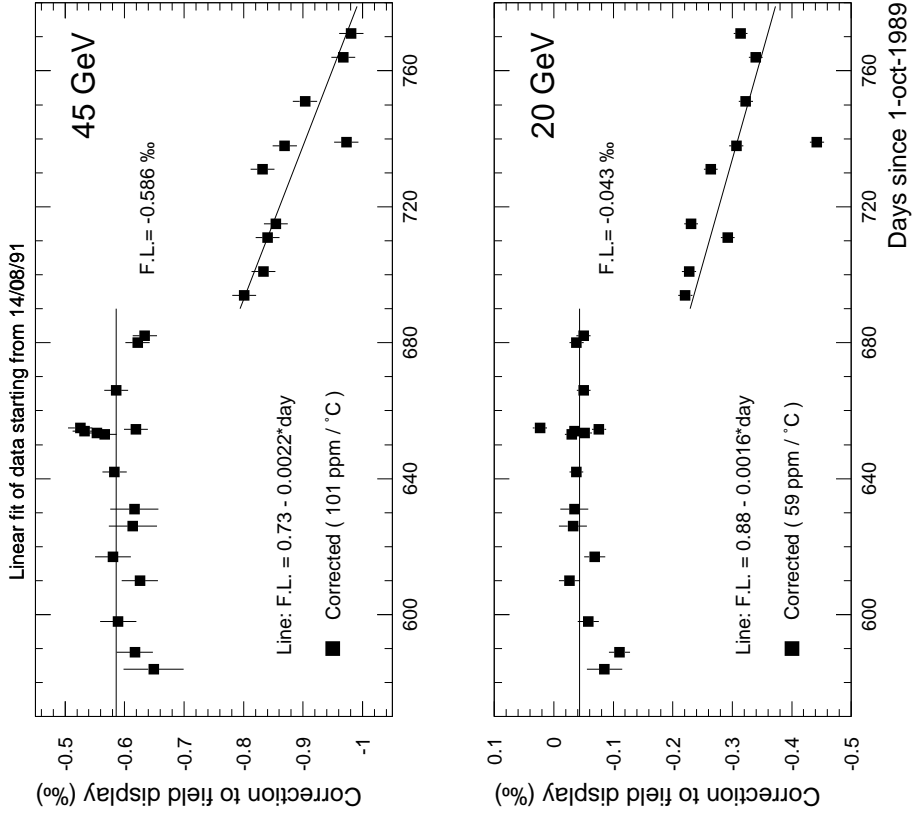 Linear fit of data starting from 14/08/91
45 GeV
F.L.= -0.586 ‰
Line: F.L. = 0.73 - 0.0022*day
Corrected ( 101 ppm / ˚C )
Correction to field display (‰)
-0.5
-0.6
-0.7
-0.8
-0.9
-1
600
640
680
720
760
20 GeV
F.L.= -0.043 ‰
Line: F.L. = 0.88 - 0.0016*day
Corrected ( 59 ppm / ˚C )
Correction to field display (‰)
0.1
0
-0.1
-0.2
-0.3
-0.4
-0.5
600
640
680
720
760
Days since 1-oct-1989